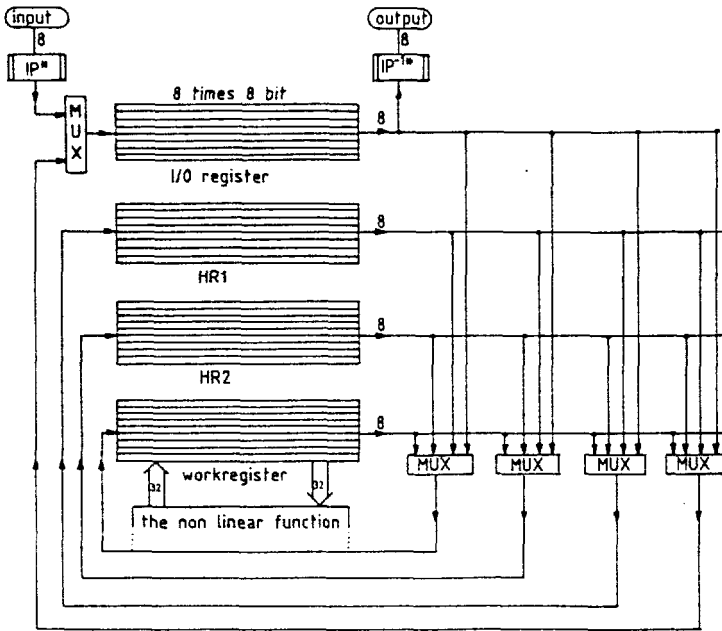 input
output
8
8
IP*
IP⁻¹*
MUX
8 times 8 bit
8
I/O register
8
HR1
8
HR2
8
workregister
MUX
MUX
MUX
MUX
32
32
the non linear function